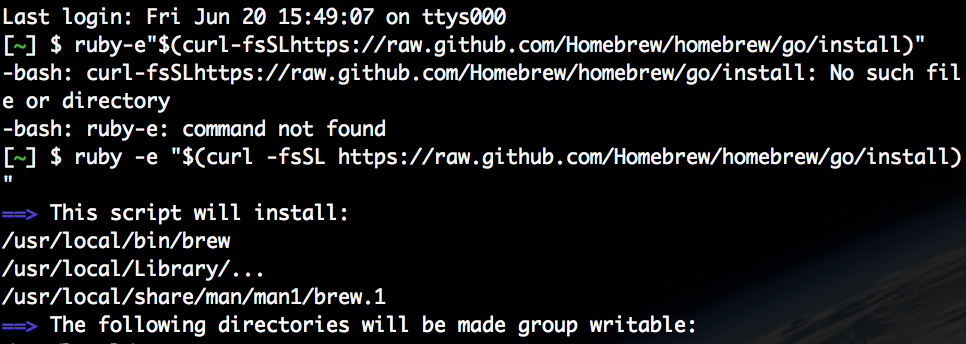 Last login: Fri Jun 20 15:49:07 on ttys000
[~] $ ruby-e"$(curl-fsSLhttps://raw.github.com/Homebrew/homebrew/go/install)"
-bash: curl-fsSLhttps://raw.github.com/Homebrew/homebrew/go/install: No such fil
e or directory
-bash: ruby-e: command not found
[~] $ ruby -e "$(curl -fsSL https://raw.github.com/Homebrew/homebrew/go/install)
"
==> This script will install:
/usr/local/bin/brew
/usr/local/Library/...
/usr/local/share/man/man1/brew.1
==> The following directories will be made group writable: